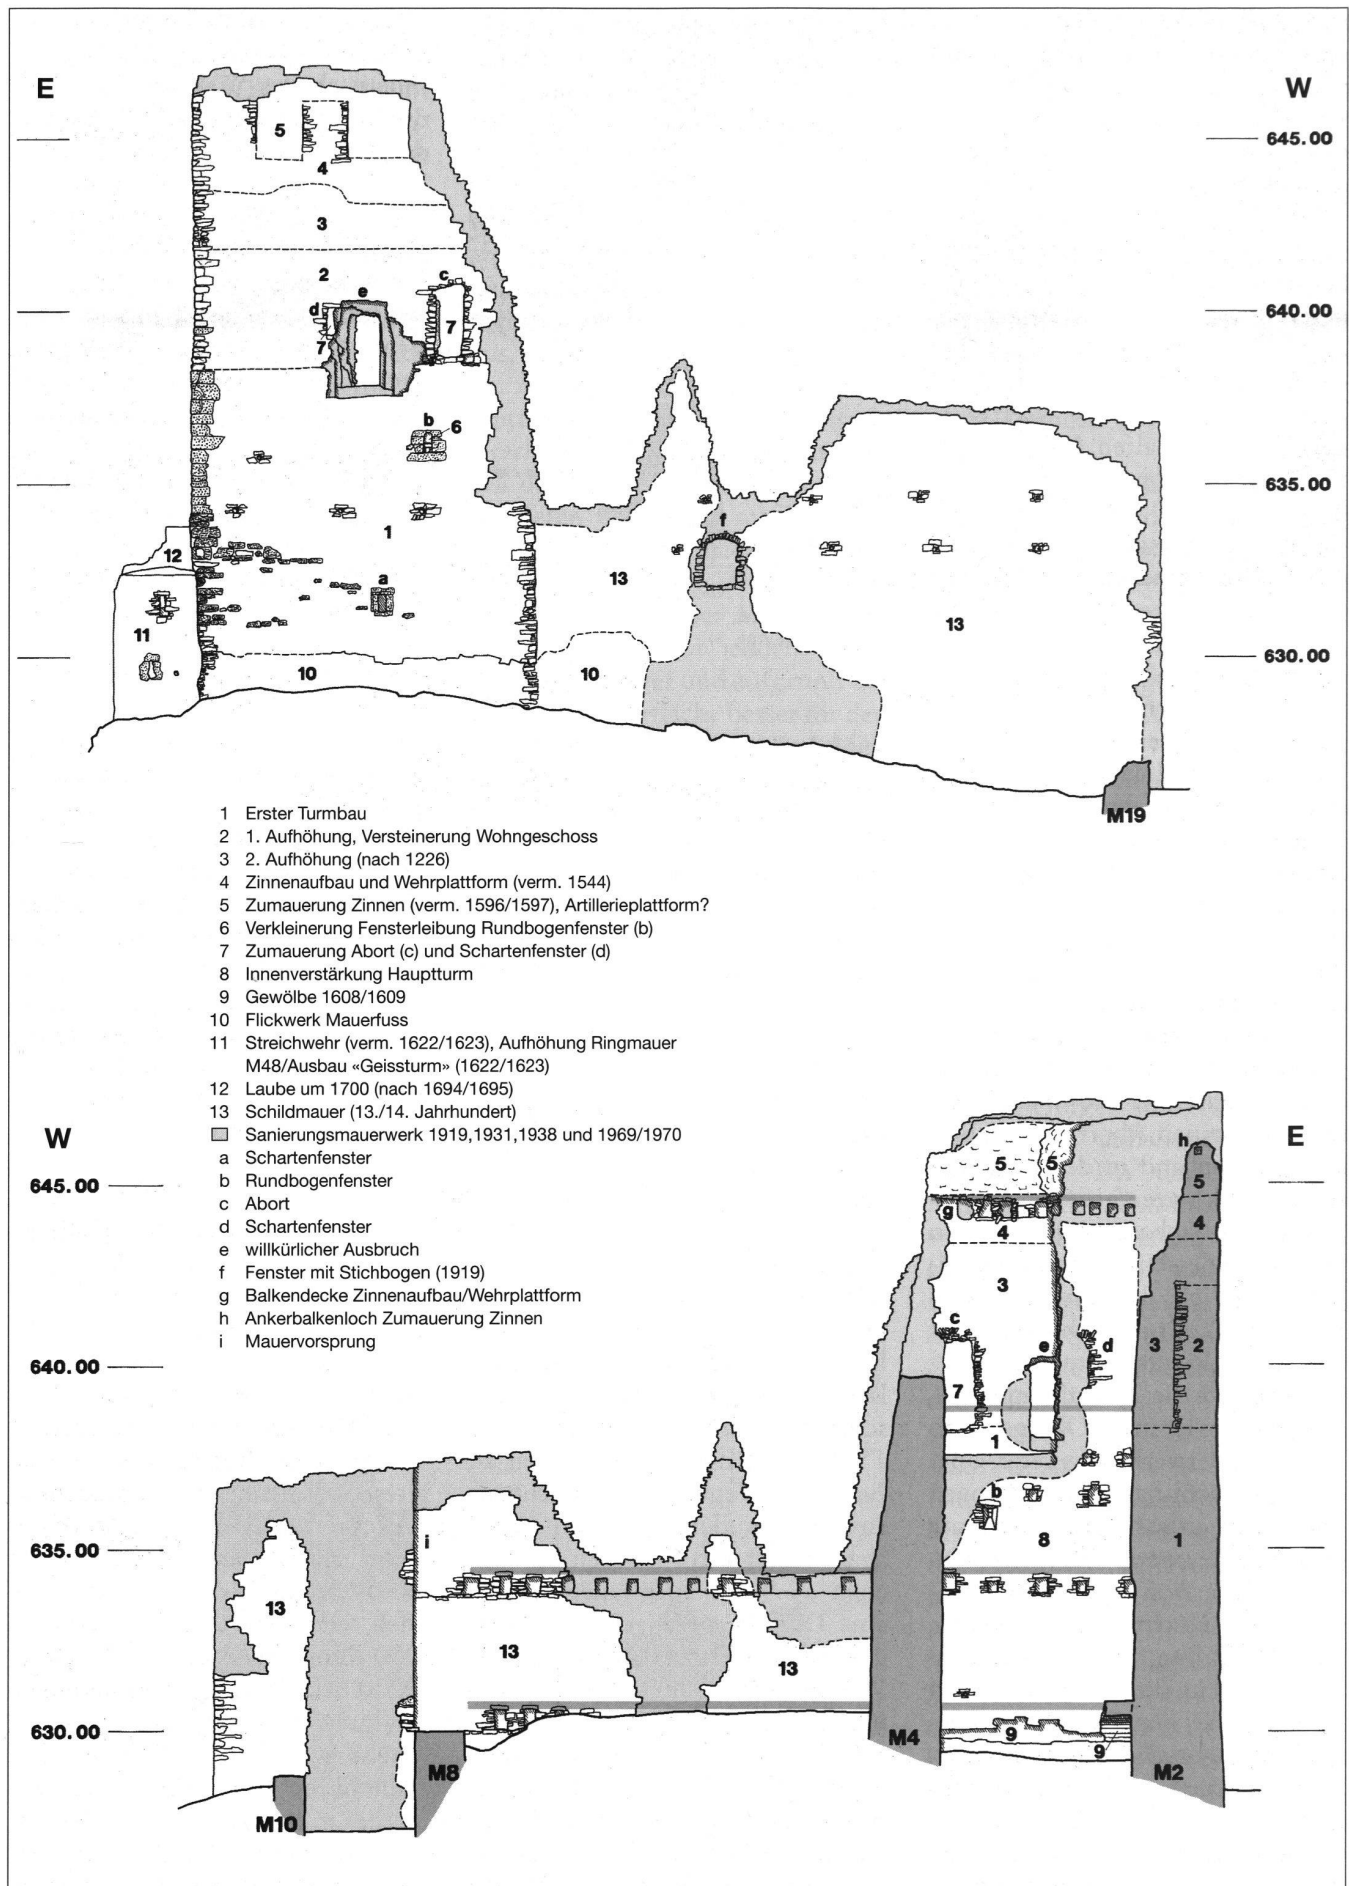 E
W
645.00
5
4
3
2
c
e
640.00
d
7
7
b
6
635.00
f
1
12
13
a
13
11
630.00
10
10
M19
1 Erster Turmbau
2 1. Aufhöhung, Versteinerung Wohngeschoss
3 2. Aufhöhung (nach 1226)
4 Zinnenaufbau und Wehrplattform (verm. 1544)
5 Zumauerung Zinnen (verm. 1596/1597), Artillerieplattform?
6 Verkleinerung Fensterleibung Rundbogenfenster (b)
7 Zumauerung Abort (c) und Schartenfenster (d)
8 Innenverstärkung Hauptturm
9 Gewölbe 1608/1609
10 Flickwerk Mauerfuss
11 Streichwehr (verm. 1622/1623), Aufhöhung Ringmauer
M48/Ausbau «Geissturm» (1622/1623)
12 Laube um 1700 (nach 1694/1695)
13 Schildmauer (13./14. Jahrhundert)
Sanierungsmauerwerk 1919,1931,1938 und 1969/1970
a Schartenfenster
b Rundbogenfenster
c Abort
d Schartenfenster
e willkürlicher Ausbruch
f Fenster mit Stichbogen (1919)
g Balkendecke Zinnenaufbau/Wehrplattform
h Ankerbalkenloch Zumauerung Zinnen
i Mauervorsprung
W
E
h
5
5
5
645.00
g
4
4
3
c
e
d
3
2
640.00
7
1
b
635.00
i
8
1
13
13
13
630.00
M4
9
9
M8
M2
M10